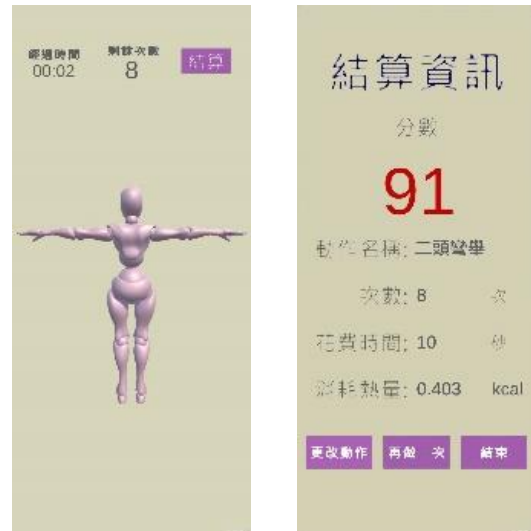 經過時間
00:02
剩餘次數
8
結算
結算資訊
分數
91
動作名稱: 二頭彎舉
次數: 8 次
花費時間: 10 秒
消耗熱量: 0.403 kcal
更改動作
再做 次
結束